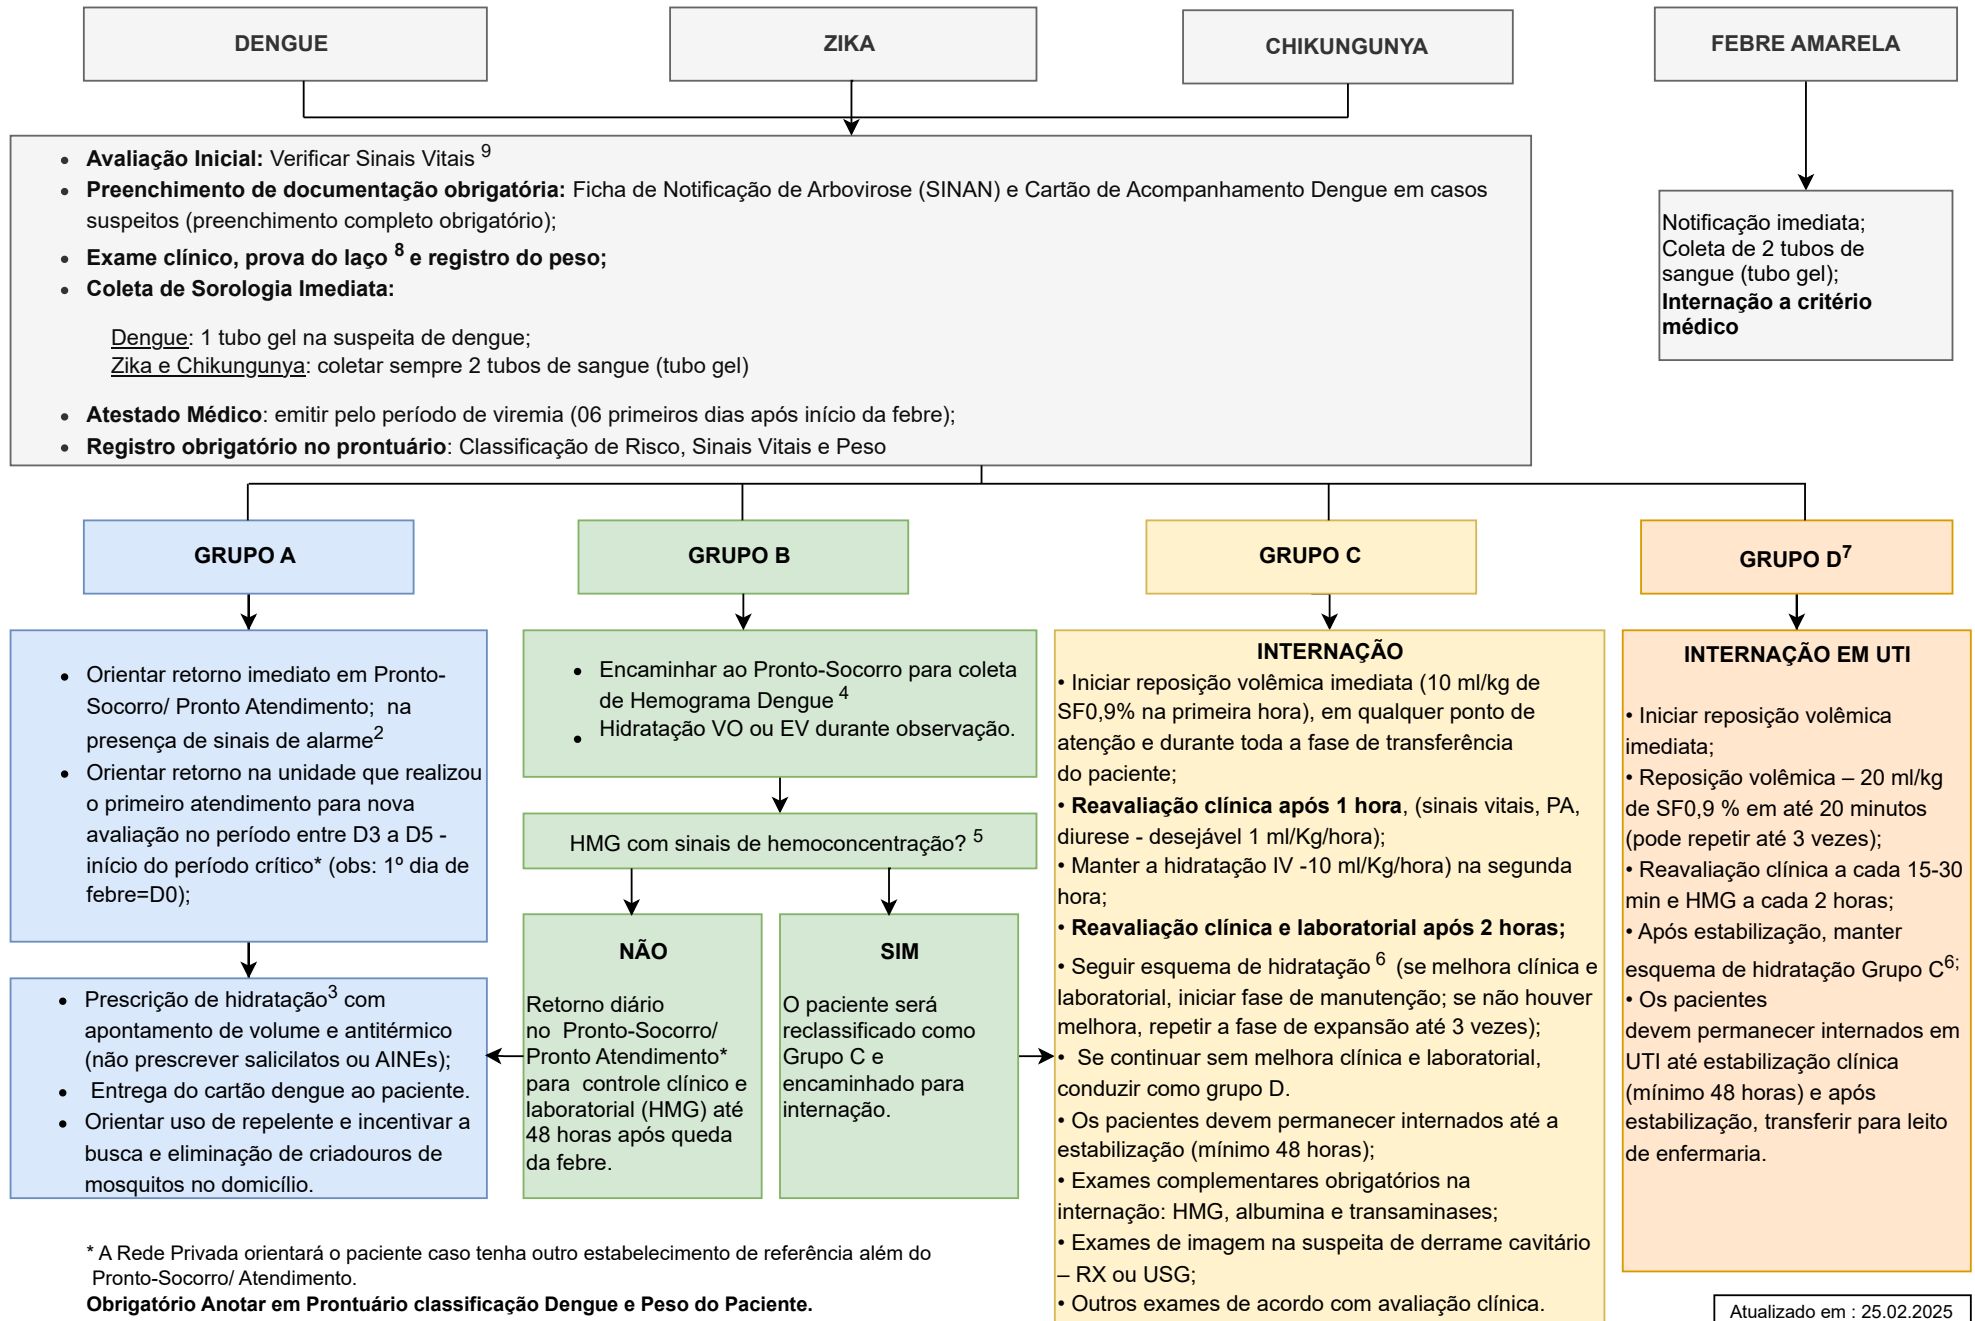 DENGUE
ZIKA
CHIKUNGUNYA
FEBRE AMARELA
• Avaliação Inicial: Verificar Sinais Vitais 9
• Preenchimento de documentação obrigatória: Ficha de Notificação de Arbovirose (SINAN) e Cartão de Acompanhamento Dengue em casos
suspeitos (preenchimento completo obrigatório);
• Exame clínico, prova do laço 8 e registro do peso;
• Coleta de Sorologia Imediata:
Dengue: 1 tubo gel na suspeita de dengue;
Zika e Chikungunya: coletar sempre 2 tubos de sangue (tubo gel)
• Atestado Médico: emitir pelo período de viremia (06 primeiros dias após início da febre);
• Registro obrigatório no prontuário: Classificação de Risco, Sinais Vitais e Peso
Notificação imediata;
Coleta de 2 tubos de
sangue (tubo gel);
Internação a critério
médico
GRUPO A
• Orientar retorno imediato em Pronto-
Socorro/ Pronto Atendimento; na
presença de sinais de alarme2
• Orientar retorno na unidade que realizou
o primeiro atendimento para nova
avaliação no período entre D3 a D5 -
início do período crítico* (obs: 1º dia de
febre=D0);
• Prescrição de hidratação3 com
apontamento de volume e antitérmico
(não prescrever salicilatos ou AINEs);
• Entrega do cartão dengue ao paciente.
• Orientar uso de repelente e incentivar a
busca e eliminação de criadouros de
mosquitos no domicílio.
GRUPO B
• Encaminhar ao Pronto-Socorro para coleta
de Hemograma Dengue 4
• Hidratação VO ou EV durante observação.
HMG com sinais de hemoconcentração? 5
NÃO
Retorno diário
no Pronto-Socorro/
Pronto Atendimento*
para controle clínico e
laboratorial (HMG) até
48 horas após queda
da febre.
SIM
O paciente será
reclassificado como
Grupo C e
encaminhado para
internação.
GRUPO C
INTERNAÇÃO
• Iniciar reposição volêmica imediata (10 ml/kg de
SF0,9% na primeira hora), em qualquer ponto de
atenção e durante toda a fase de transferência
do paciente;
• Reavaliação clínica após 1 hora, (sinais vitais, PA,
diurese - desejável 1 ml/Kg/hora);
• Manter a hidratação IV -10 ml/Kg/hora) na segunda
hora;
• Reavaliação clínica e laboratorial após 2 horas;
• Seguir esquema de hidratação 6 (se melhora clínica e
laboratorial, iniciar fase de manutenção; se não houver
melhora, repetir a fase de expansão até 3 vezes);
• Se continuar sem melhora clínica e laboratorial,
conduzir como grupo D.
• Os pacientes devem permanecer internados até a
estabilização (mínimo 48 horas);
• Exames complementares obrigatórios na
internação: HMG, albumina e transaminases;
• Exames de imagem na suspeita de derrame cavitário
– RX ou USG;
• Outros exames de acordo com avaliação clínica.
GRUPO D7
INTERNAÇÃO EM UTI
• Iniciar reposição volêmica
imediata;
• Reposição volêmica – 20 ml/kg
de SF0,9 % em até 20 minutos
(pode repetir até 3 vezes);
• Reavaliação clínica a cada 15-30
min e HMG a cada 2 horas;
• Após estabilização, manter
esquema de hidratação Grupo C6;
• Os pacientes
devem permanecer internados em
UTI até estabilização clínica
(mínimo 48 horas) e após
estabilização, transferir para leito
de enfermaria.
* A Rede Privada orientará o paciente caso tenha outro estabelecimento de referência além do
Pronto-Socorro/ Atendimento.
Obrigatório Anotar em Prontuário classificação Dengue e Peso do Paciente.
Atualizado em : 25.02.2025